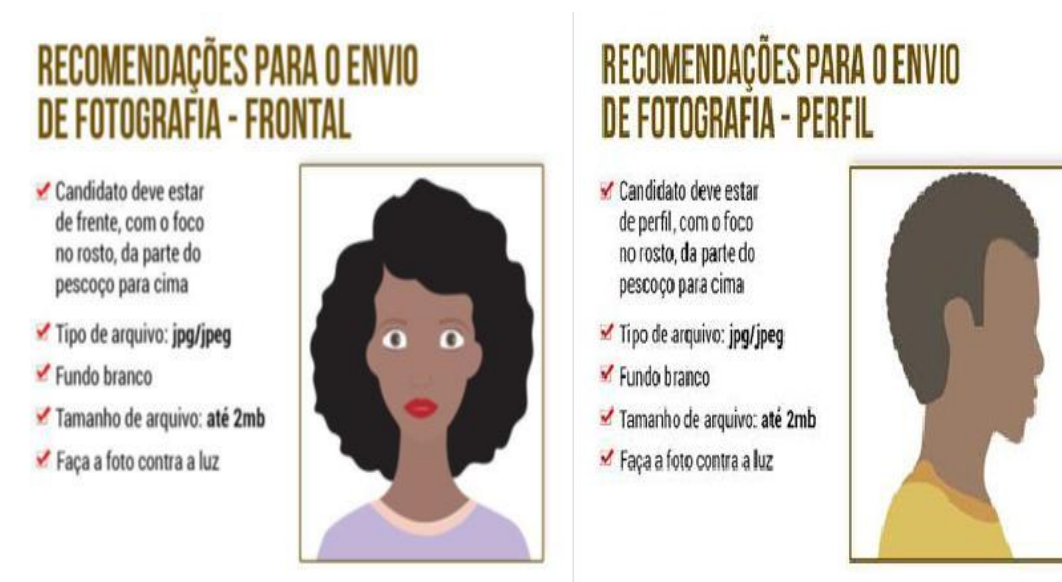 RECOMENDAÇÕES PARA O ENVIO
DE FOTOGRAFIA - FRONTAL
Candidato deve estar
de frente, com o foco
no rosto, da parte do
pescoço para cima
Tipo de arquivo: jpg/jpeg
Fundo branco
Tamanho de arquivo: até 2mb
Faça a foto contra a luz
RECOMENDAÇÕES PARA O ENVIO
DE FOTOGRAFIA - PERFIL
Candidato deve estar
de perfil, com o foco
no rosto, da parte do
pescoço para cima
Tipo de arquivo: jpg/jpeg
Fundo branco
Tamanho de arquivo: até 2mb
Faça a foto contra a luz